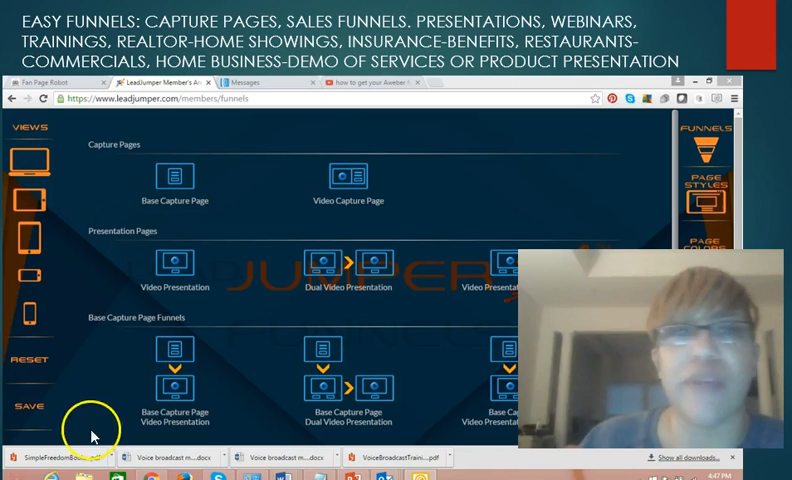 EASY FUNNELS: CAPTURE PAGES, SALES FUNNELS. PRESENTATIONS, WEBINARS,
TRAININGS, REALTOR-HOME SHOWINGS, INSURANCE-BENEFITS, RESTAURANTS-
COMMERCIALS, HOME BUSINESS-DEMO OF SERVICES OR PRODUCT PRESENTATION
Fan Page Robot
LeadJumper Member's Ar
Messages
how to get your Aweber f
https://www.leadjumper.com/members/funnels
VIEWS
FUNNELS
Capture Pages
PAGE
STYLES
Base Capture Page
Video Capture Page
Presentation Pages
PAGE
COLORS
JUMPER
Video Presentation
Dual Video Presentation
Video Presentat
Base Capture Page Funnels
RESET
SAVE
Base Capture Page
Video Presentation
Base Capture Page
Dual Video Presentation
Base Cap
Video Pres
Voice broadcast m....docx
Voice broadcast m....docx
VoiceBroadcastTraini....pdf
Show all downloads...
4:47 PM